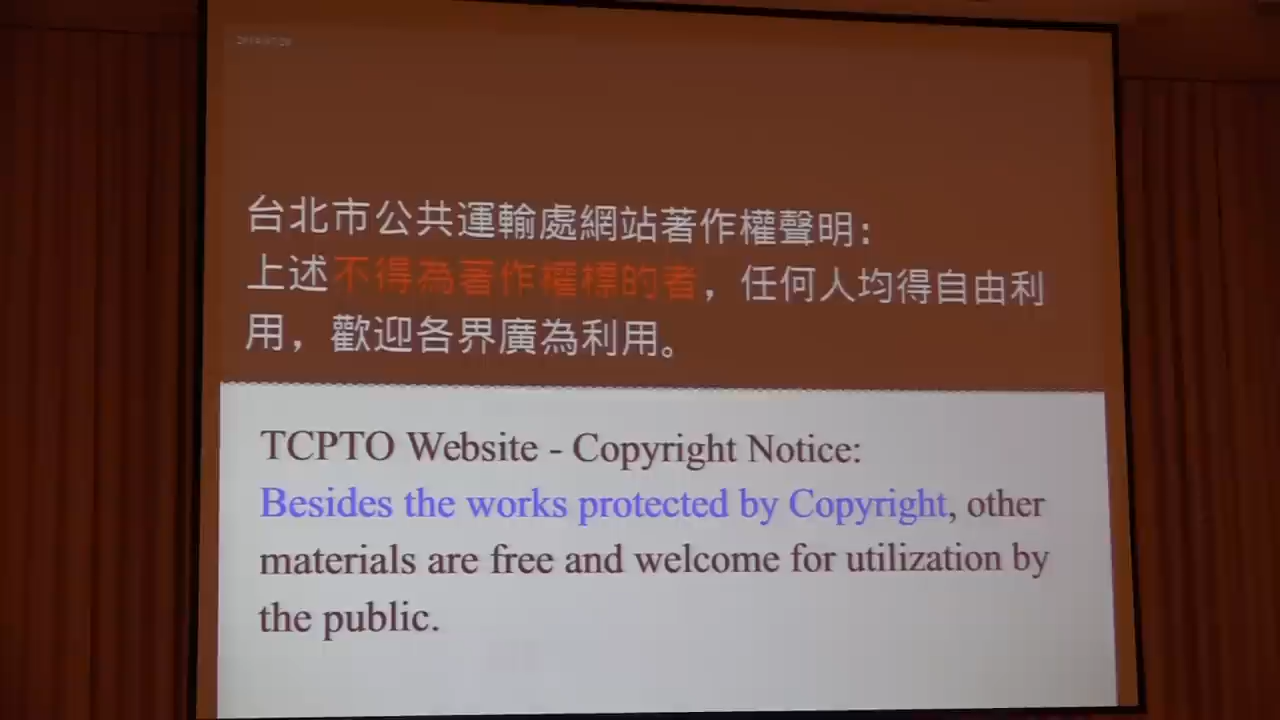 台北市公共運輸處網站著作權聲明:
上述不得為著作權標的者，任何人均得自由利
用，歡迎各界廣為利用。
TCPTO Website - Copyright Notice:
Besides the works protected by Copyright, other
materials are free and welcome for utilization by
the public.